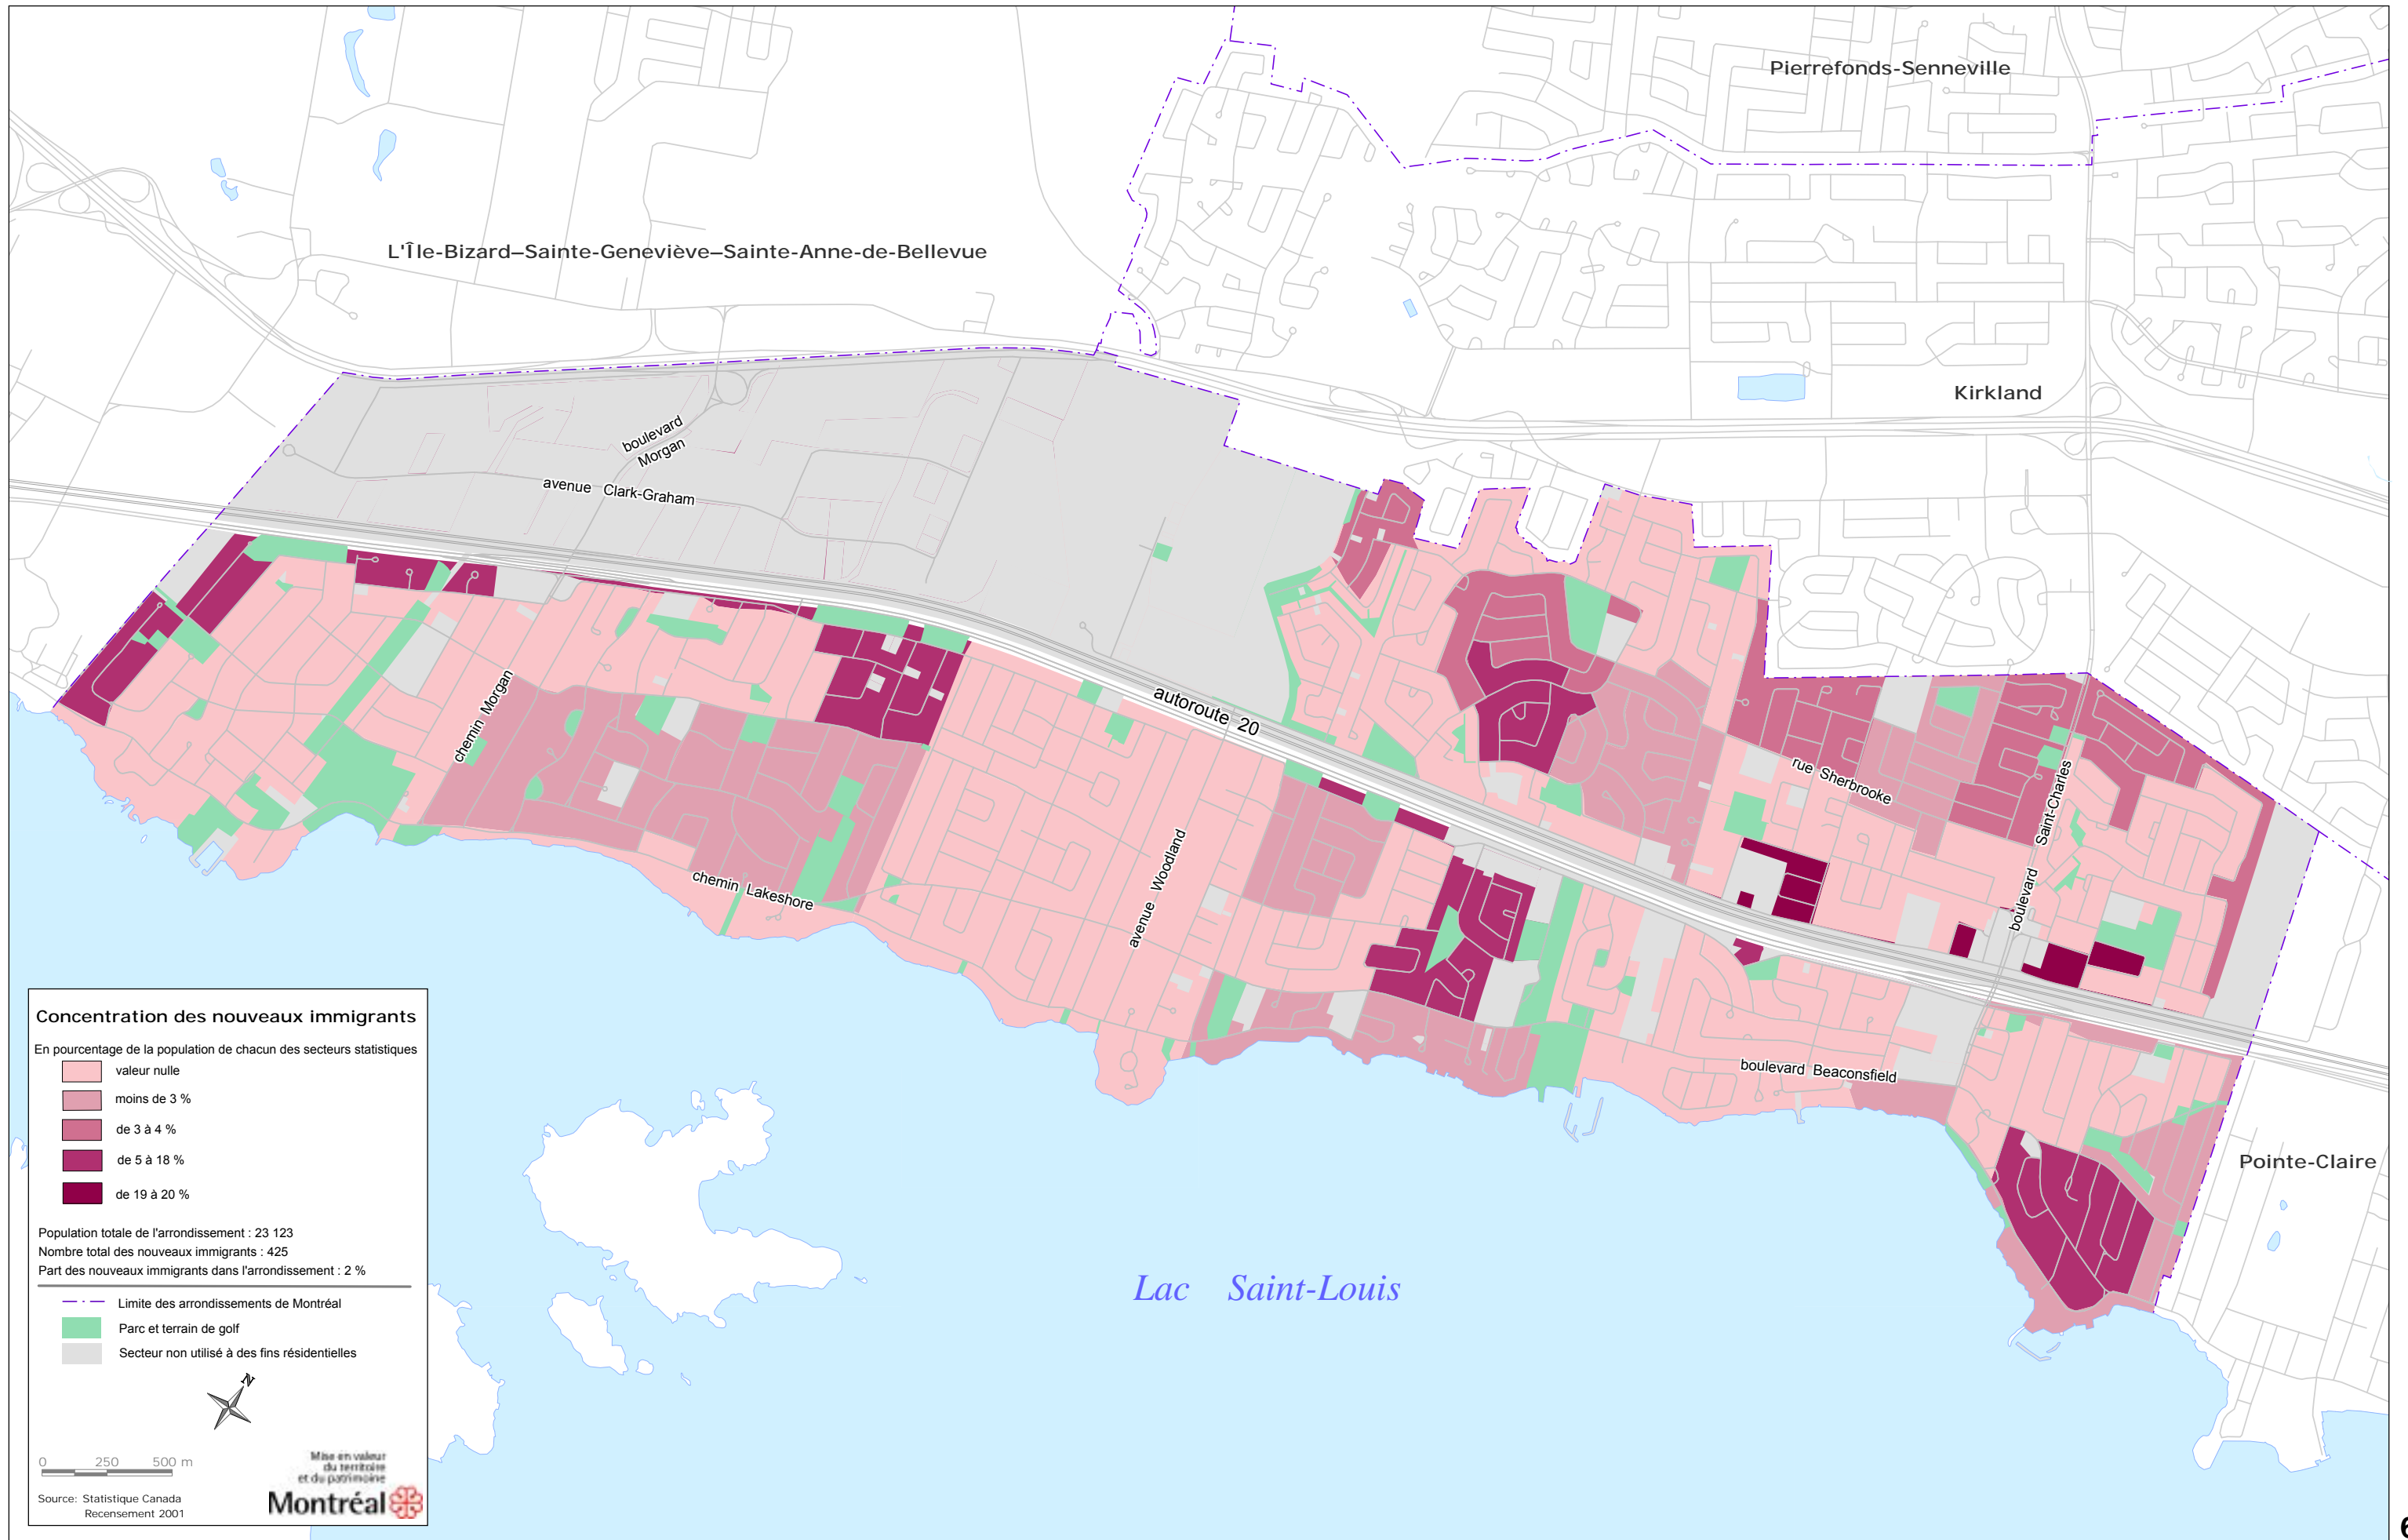 Pierrefonds-Senneville
L'Île-Bizard–Sainte-Geneviève–Sainte-Anne-de-Bellevue
Kirkland
boulevard
Morgan
avenue Clark-Graham
chemin Morgan
autoroute 20
rue Sherbrooke
boulevard Saint-Charles
avenue Woodland
chemin Lakeshore
boulevard Beaconsfield
Pointe-Claire
Lac Saint-Louis
Concentration des nouveaux immigrants
En pourcentage de la population de chacun des secteurs statistiques
valeur nulle
moins de 3 %
de 3 à 4 %
de 5 à 18 %
de 19 à 20 %
Population totale de l'arrondissement : 23 123
Nombre total des nouveaux immigrants : 425
Part des nouveaux immigrants dans l'arrondissement : 2 %
Limite des arrondissements de Montréal
Parc et terrain de golf
Secteur non utilisé à des fins résidentielles
N
0 250 500 m
Mise en valeur
du territoire
et du patrimoine
Montréal
Source: Statistique Canada
Recensement 2001